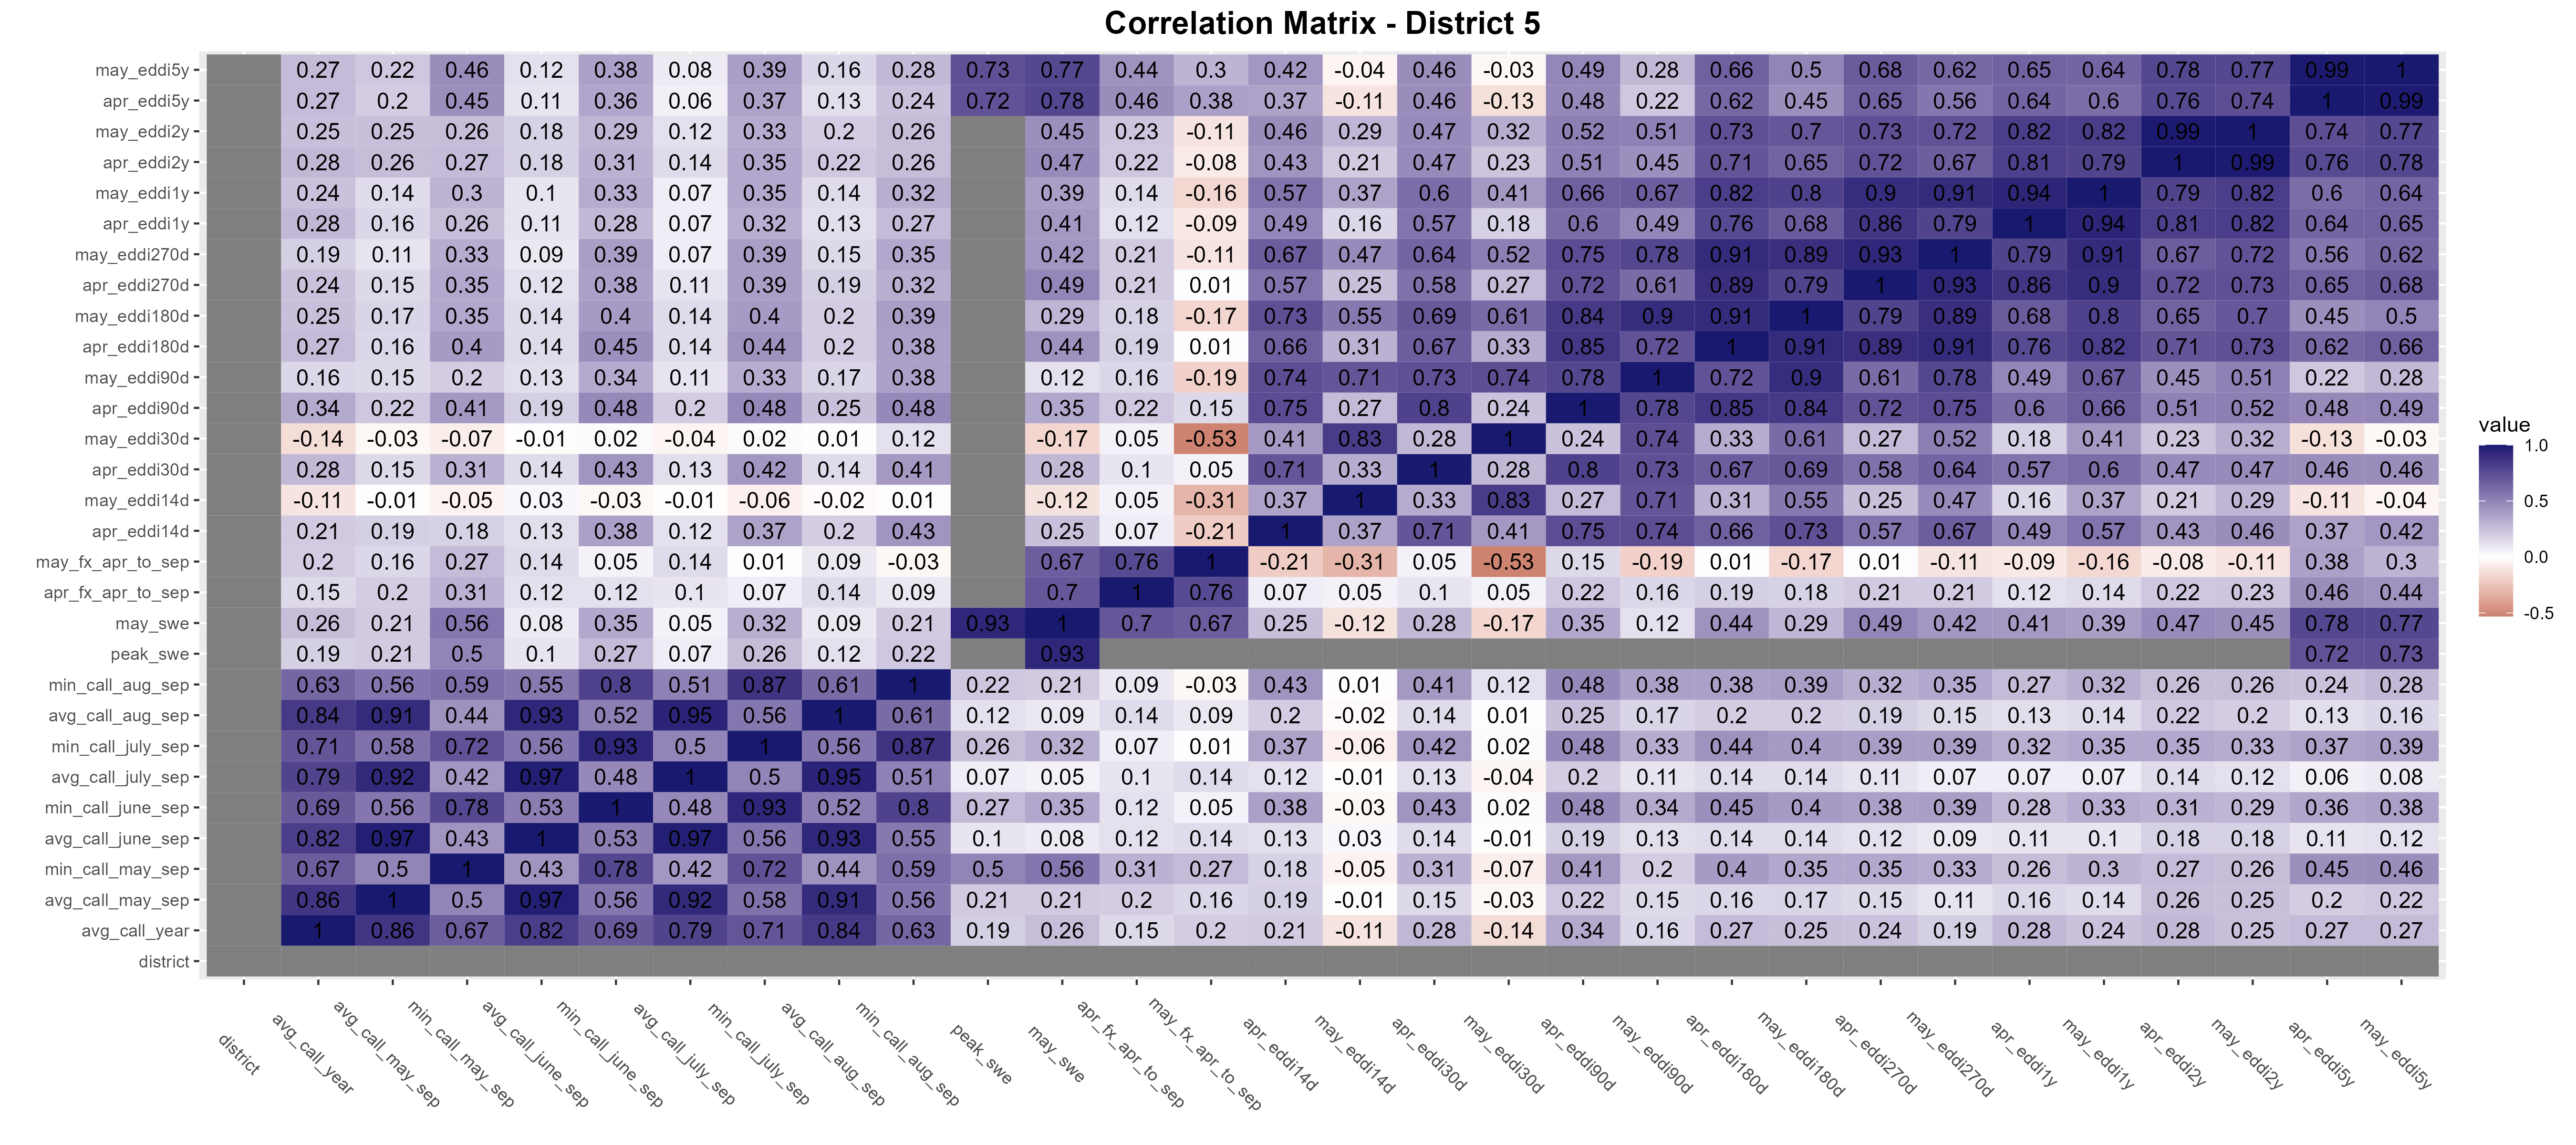 Correlation Matrix - District 5
may_eddi5y 0.27 0.22 0.46 0.12 0.38 0.08 0.39 0.16 0.28 0.73 0.77 0.44 0.3 0.42 -0.04 0.46 -0.03 0.49 0.28 0.66 0.5 0.68 0.62 0.65 0.64 0.78 0.77 0.99 1
apr_eddi5y 0.27 0.2 0.45 0.11 0.36 0.06 0.37 0.13 0.24 0.72 0.78 0.46 0.38 0.37 -0.11 0.46 -0.13 0.48 0.22 0.62 0.45 0.65 0.56 0.64 0.6 0.76 0.74 1 0.99
may_eddi2y 0.25 0.25 0.26 0.18 0.29 0.12 0.33 0.2 0.26 0.45 0.23 -0.11 0.46 0.29 0.47 0.32 0.52 0.51 0.73 0.7 0.73 0.72 0.82 0.82 0.99 1 0.74 0.77
apr_eddi2y 0.28 0.26 0.27 0.18 0.31 0.14 0.35 0.22 0.26 0.47 0.22 -0.08 0.43 0.21 0.47 0.23 0.51 0.45 0.71 0.65 0.72 0.67 0.81 0.79 1 0.99 0.76 0.78
may_eddi1y 0.24 0.14 0.3 0.1 0.33 0.07 0.35 0.14 0.32 0.39 0.14 -0.16 0.57 0.37 0.6 0.41 0.66 0.67 0.82 0.8 0.9 0.91 0.94 1 0.79 0.82 0.6 0.64
apr_eddi1y 0.28 0.16 0.26 0.11 0.28 0.07 0.32 0.13 0.27 0.41 0.12 -0.09 0.49 0.16 0.57 0.18 0.6 0.49 0.76 0.68 0.86 0.79 1 0.94 0.81 0.82 0.64 0.65
may_eddi270d 0.19 0.11 0.33 0.09 0.39 0.07 0.39 0.15 0.35 0.42 0.21 -0.11 0.67 0.47 0.64 0.52 0.75 0.78 0.91 0.89 0.93 1 0.79 0.91 0.67 0.72 0.56 0.62
apr_eddi270d 0.24 0.15 0.35 0.12 0.38 0.11 0.39 0.19 0.32 0.49 0.21 0.01 0.57 0.25 0.58 0.27 0.72 0.61 0.89 0.79 1 0.93 0.86 0.9 0.72 0.73 0.65 0.68
may_eddi180d 0.25 0.17 0.35 0.14 0.4 0.14 0.4 0.2 0.39 0.29 0.18 -0.17 0.73 0.55 0.69 0.61 0.84 0.9 0.91 1 0.79 0.89 0.68 0.8 0.65 0.7 0.45 0.5
apr_eddi180d 0.27 0.16 0.4 0.14 0.45 0.14 0.44 0.2 0.38 0.44 0.19 0.01 0.66 0.31 0.67 0.33 0.85 0.72 1 0.91 0.89 0.91 0.76 0.82 0.71 0.73 0.62 0.66
may_eddi90d 0.16 0.15 0.2 0.13 0.34 0.11 0.33 0.17 0.38 0.12 0.16 -0.19 0.74 0.71 0.73 0.74 0.78 1 0.72 0.9 0.61 0.78 0.49 0.67 0.45 0.51 0.22 0.28
apr_eddi90d 0.34 0.22 0.41 0.19 0.48 0.2 0.48 0.25 0.48 0.35 0.22 0.15 0.75 0.27 0.8 0.24 1 0.78 0.85 0.84 0.72 0.75 0.6 0.66 0.51 0.52 0.48 0.49
may_eddi30d -0.14 -0.03 -0.07 -0.01 0.02 -0.04 0.02 0.01 0.12 -0.17 0.05 -0.53 0.41 0.83 0.28 1 0.24 0.74 0.33 0.61 0.27 0.52 0.18 0.41 0.23 0.32 -0.13 -0.03
apr_eddi30d 0.28 0.15 0.31 0.14 0.43 0.13 0.42 0.14 0.41 0.28 0.1 0.05 0.71 0.33 1 0.28 0.8 0.73 0.67 0.69 0.58 0.64 0.57 0.6 0.47 0.47 0.46 0.46
may_eddi14d -0.11 -0.01 -0.05 0.03 -0.03 -0.01 -0.06 -0.02 0.01 -0.12 0.05 -0.31 0.37 1 0.33 0.83 0.27 0.71 0.31 0.55 0.25 0.47 0.16 0.37 0.21 0.29 -0.11 -0.04
apr_eddi14d 0.21 0.19 0.18 0.13 0.38 0.12 0.37 0.2 0.43 0.25 0.07 -0.21 1 0.37 0.71 0.41 0.75 0.74 0.66 0.73 0.57 0.67 0.49 0.57 0.43 0.46 0.37 0.42
may_fx_apr_to_sep 0.2 0.16 0.27 0.14 0.05 0.14 0.01 0.09 -0.03 0.67 0.76 1 -0.21 -0.31 0.05 -0.53 0.15 -0.19 0.01 -0.17 0.01 -0.11 -0.09 -0.16 -0.08 -0.11 0.38 0.3
apr_fx_apr_to_sep 0.15 0.2 0.31 0.12 0.12 0.1 0.07 0.14 0.09 0.7 1 0.76 0.07 0.05 0.1 0.05 0.22 0.16 0.19 0.18 0.21 0.21 0.12 0.14 0.22 0.23 0.46 0.44
may_swe 0.26 0.21 0.56 0.08 0.35 0.05 0.32 0.09 0.21 0.93 1 0.7 0.67 0.25 -0.12 0.28 -0.17 0.35 0.12 0.44 0.29 0.49 0.42 0.41 0.39 0.47 0.45 0.78 0.77
peak_swe 0.19 0.21 0.5 0.1 0.27 0.07 0.26 0.12 0.22 0.93 0.72 0.73
min_call_aug_sep 0.63 0.56 0.59 0.55 0.8 0.51 0.87 0.61 1 0.22 0.21 0.09 -0.03 0.43 0.01 0.41 0.12 0.48 0.38 0.38 0.39 0.32 0.35 0.27 0.32 0.26 0.26 0.24 0.28
avg_call_aug_sep 0.84 0.91 0.44 0.93 0.52 0.95 0.56 1 0.61 0.12 0.09 0.14 0.09 0.2 -0.02 0.14 0.01 0.25 0.17 0.2 0.2 0.19 0.15 0.13 0.14 0.22 0.2 0.13 0.16
min_call_july_sep 0.71 0.58 0.72 0.56 0.93 0.5 1 0.56 0.87 0.26 0.32 0.07 0.01 0.37 -0.06 0.42 0.02 0.48 0.33 0.44 0.4 0.39 0.39 0.32 0.35 0.35 0.33 0.37 0.39
avg_call_july_sep 0.79 0.92 0.42 0.97 0.48 1 0.5 0.95 0.51 0.07 0.05 0.1 0.14 0.12 -0.01 0.13 -0.04 0.2 0.11 0.14 0.14 0.11 0.07 0.07 0.07 0.14 0.12 0.06 0.08
min_call_june_sep 0.69 0.56 0.78 0.53 1 0.48 0.93 0.52 0.8 0.27 0.35 0.12 0.05 0.38 -0.03 0.43 0.02 0.48 0.34 0.45 0.4 0.38 0.39 0.28 0.33 0.31 0.29 0.36 0.38
avg_call_june_sep 0.82 0.97 0.43 1 0.53 0.97 0.56 0.93 0.55 0.1 0.08 0.12 0.14 0.13 0.03 0.14 -0.01 0.19 0.13 0.14 0.14 0.12 0.09 0.11 0.1 0.18 0.18 0.11 0.12
min_call_may_sep 0.67 0.5 1 0.43 0.78 0.42 0.72 0.44 0.59 0.5 0.56 0.31 0.27 0.18 -0.05 0.31 -0.07 0.41 0.2 0.4 0.35 0.35 0.33 0.26 0.3 0.27 0.26 0.45 0.46
avg_call_may_sep 0.86 1 0.5 0.97 0.56 0.92 0.58 0.91 0.56 0.21 0.21 0.2 0.16 0.19 -0.01 0.15 -0.03 0.22 0.15 0.16 0.17 0.15 0.11 0.16 0.14 0.26 0.25 0.2 0.22
avg_call_year 1 0.86 0.67 0.82 0.69 0.79 0.71 0.84 0.63 0.19 0.26 0.15 0.2 0.21 -0.11 0.28 -0.14 0.34 0.16 0.27 0.25 0.24 0.19 0.28 0.24 0.28 0.25 0.27 0.27
district
district avg_call_year avg_call_may_sep min_call_may_sep avg_call_june_sep min_call_june_sep avg_call_july_sep min_call_july_sep avg_call_aug_sep min_call_aug_sep peak_swe may_swe apr_fx_apr_to_sep may_fx_apr_to_sep apr_eddi14d may_eddi14d apr_eddi30d may_eddi30d apr_eddi90d may_eddi90d apr_eddi180d may_eddi180d apr_eddi270d may_eddi270d apr_eddi1y may_eddi1y apr_eddi2y may_eddi2y apr_eddi5y may_eddi5y
value
1.0
0.5
0.0
-0.5